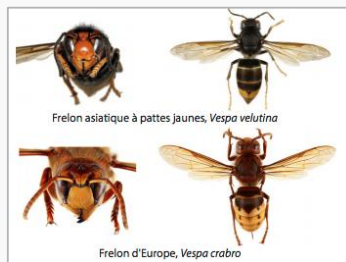 Frelon asiatique à pattes jaunes, Vespa velutina
Frelon d'Europe, Vespa crabro